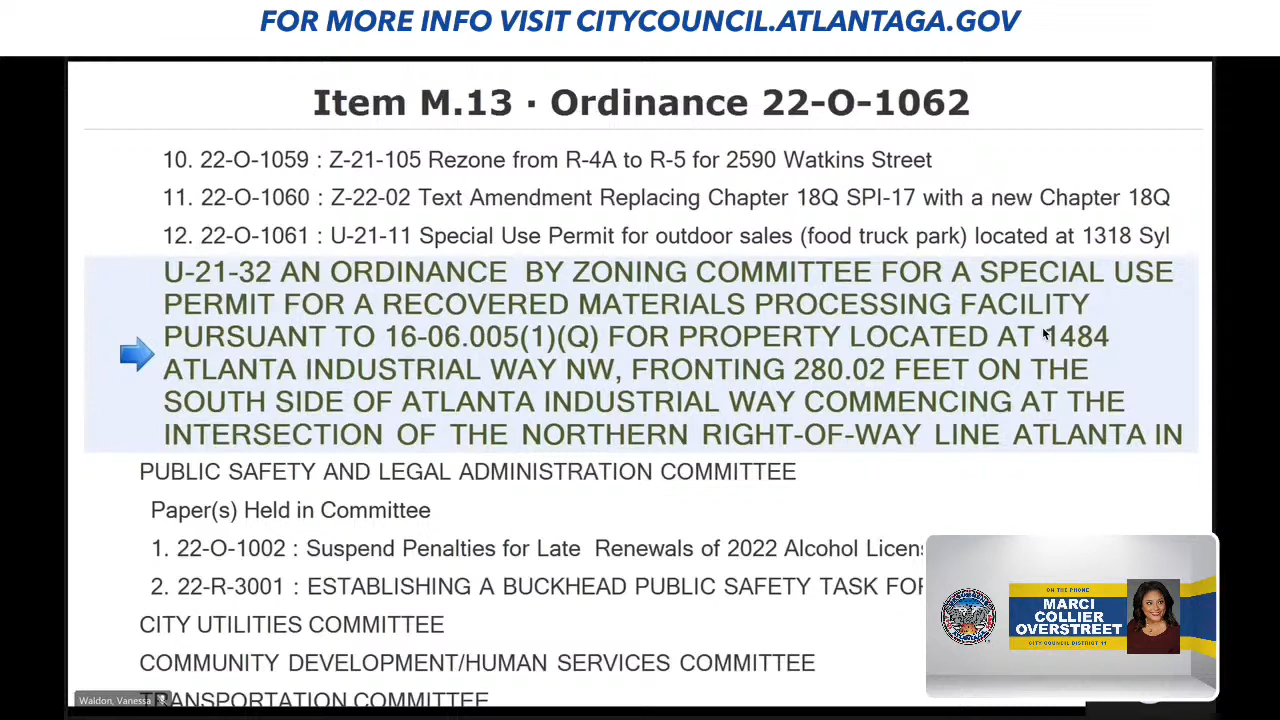 FOR MORE INFO VISIT CITYCOUNCIL.ATLANTAGA.GOV
Item M.13 · Ordinance 22-O-1062
10. 22-O-1059 : Z-21-105 Rezone from R-4A to R-5 for 2590 Watkins Street
11. 22-O-1060 : Z-22-02 Text Amendment Replacing Chapter 18Q SPI-17 with a new Chapter 18Q
12. 22-O-1061 : U-21-11 Special Use Permit for outdoor sales (food truck park) located at 1318 Syl
U-21-32 AN ORDINANCE BY ZONING COMMITTEE FOR A SPECIAL USE
PERMIT FOR A RECOVERED MATERIALS PROCESSING FACILITY
PURSUANT TO 16-06.005(1)(Q) FOR PROPERTY LOCATED AT 1484
ATLANTA INDUSTRIAL WAY NW, FRONTING 280.02 FEET ON THE
SOUTH SIDE OF ATLANTA INDUSTRIAL WAY COMMENCING AT THE
INTERSECTION OF THE NORTHERN RIGHT-OF-WAY LINE ATLANTA IN
PUBLIC SAFETY AND LEGAL ADMINISTRATION COMMITTEE
Paper(s) Held in Committee
1. 22-O-1002 : Suspend Penalties for Late Renewals of 2022 Alcohol Licens
2. 22-R-3001 : ESTABLISHING A BUCKHEAD PUBLIC SAFETY TASK FOR
CITY UTILITIES COMMITTEE
COMMUNITY DEVELOPMENT/HUMAN SERVICES COMMITTEE
TRANSPORTATION COMMITTEE
Waldon, Vanessa
ON THE PHONE
MARCI
COLLIER
OVERSTREET
CITY COUNCIL DISTRICT 11